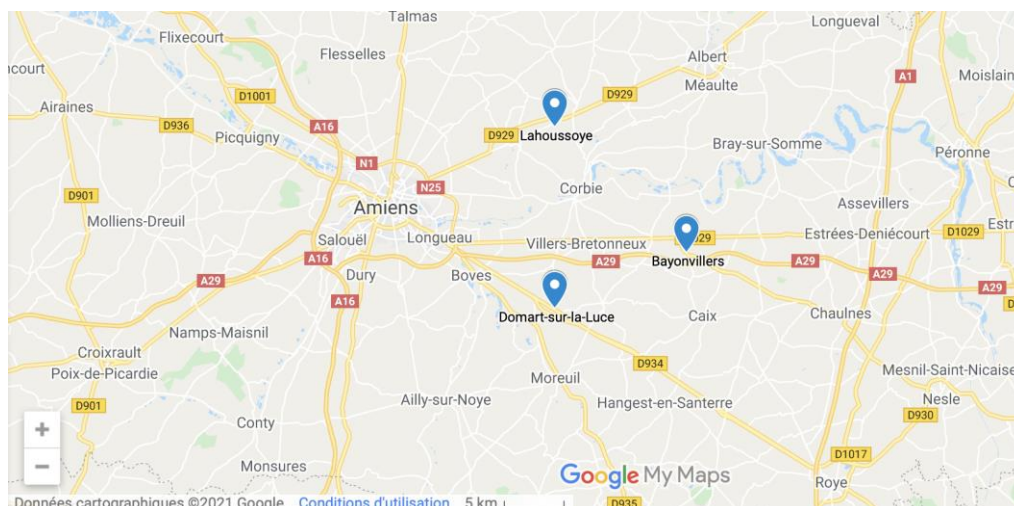 Talmas
Longueval
Flixecourt
Flesselles
Albert
ncourt
A1
Moislain
Méaulte
D1001
D929
Airaines
D936
A16
D929
Lahoussoye
Picquigny
Bray-sur-Somme
Péronne
N1
N25
Corbie
D901
Assevillers
Amiens
Molliens-Dreuil
Estr
Salouël
Longueau
Villers-Bretonneux
Estrées-Deniécourt
D1029
A16
A29
Bayonvillers
A29
A29
Dury
Boves
A29
A16
Domart-sur-la-Luce
Caix
Chaulnes
Namps-Maisnil
Croixrault
Poix-de-Picardie
D934
Mesnil-Saint-Nicaise
Moreuil
Ailly-sur-Noye
Hangest-en-Santerre
Nesle
D901
D930
Conty
+
D1017
−
Monsures
Google My Maps
Roye
Données cartographiques ©2021 Google Conditions d'utilisation 5 km
D935